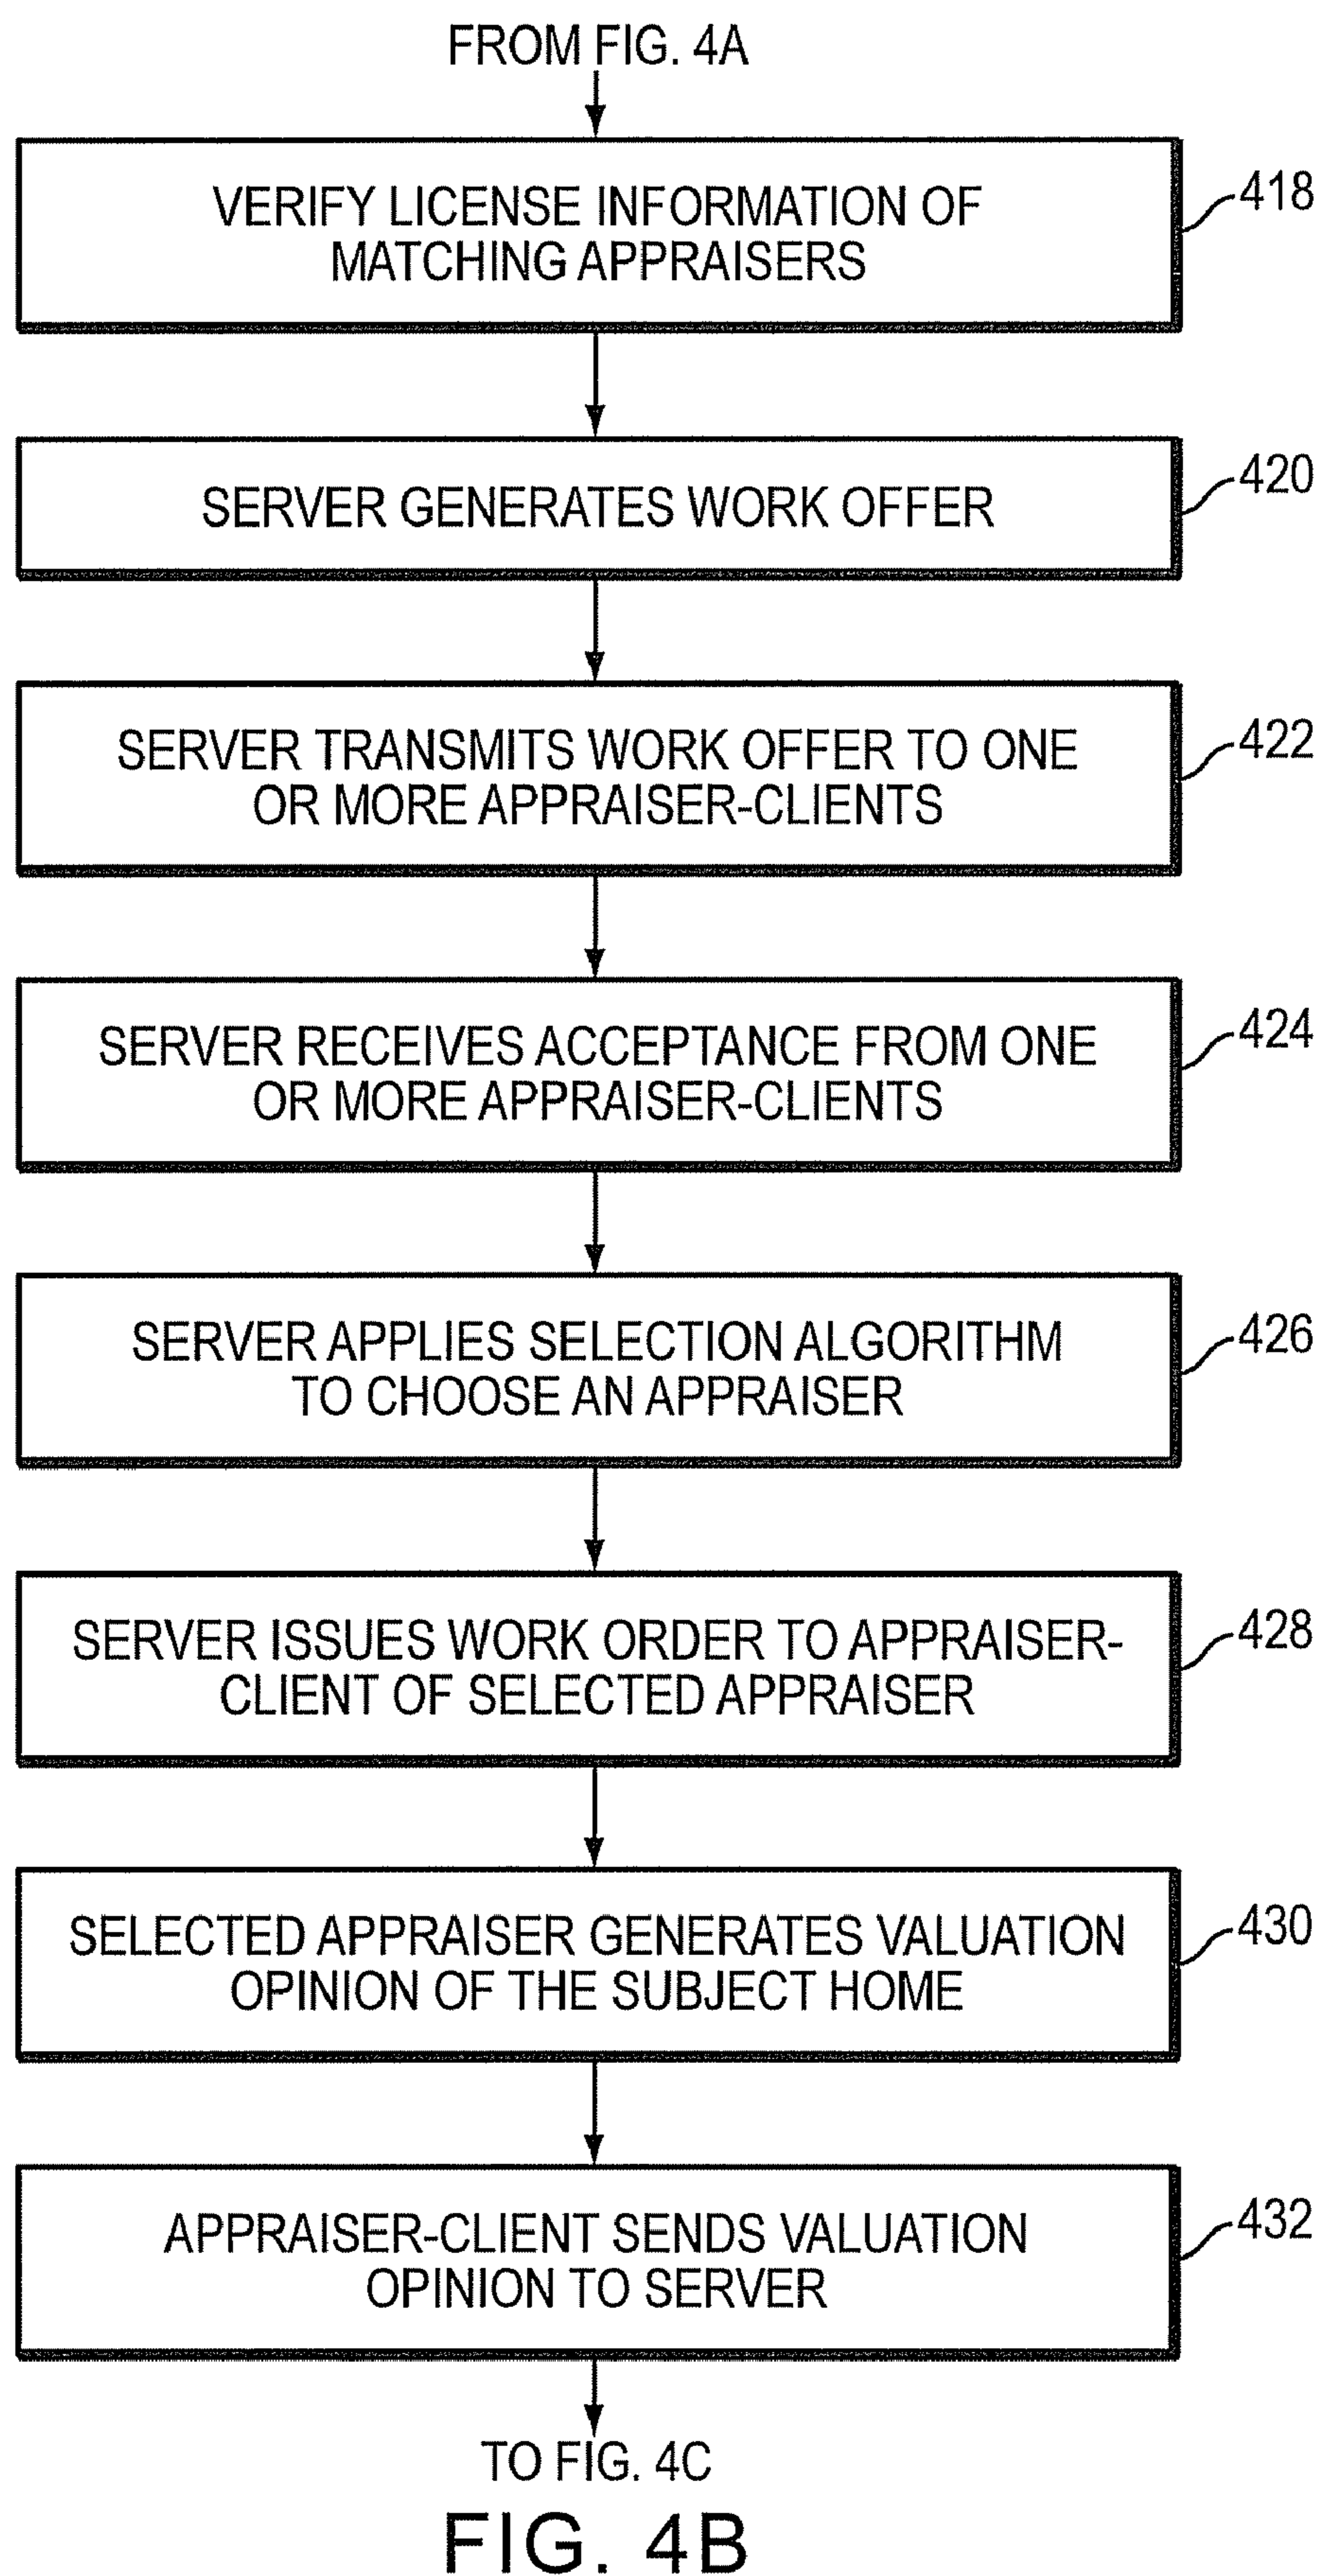 FROM FIG. 4A
VERIFY LICENSE INFORMATION OF
MATCHING APPRAISERS
418
SERVER GENERATES WORK OFFER
420
SERVER TRANSMITS WORK OFFER TO ONE
OR MORE APPRAISER-CLIENTS
422
SERVER RECEIVES ACCEPTANCE FROM ONE
OR MORE APPRAISER-CLIENTS
424
SERVER APPLIES SELECTION ALGORITHM
TO CHOOSE AN APPRAISER
426
SERVER ISSUES WORK ORDER TO APPRAISER-
CLIENT OF SELECTED APPRAISER
428
SELECTED APPRAISER GENERATES VALUATION
OPINION OF THE SUBJECT HOME
430
APPRAISER-CLIENT SENDS VALUATION
OPINION TO SERVER
432
TO FIG. 4C
FIG. 4B